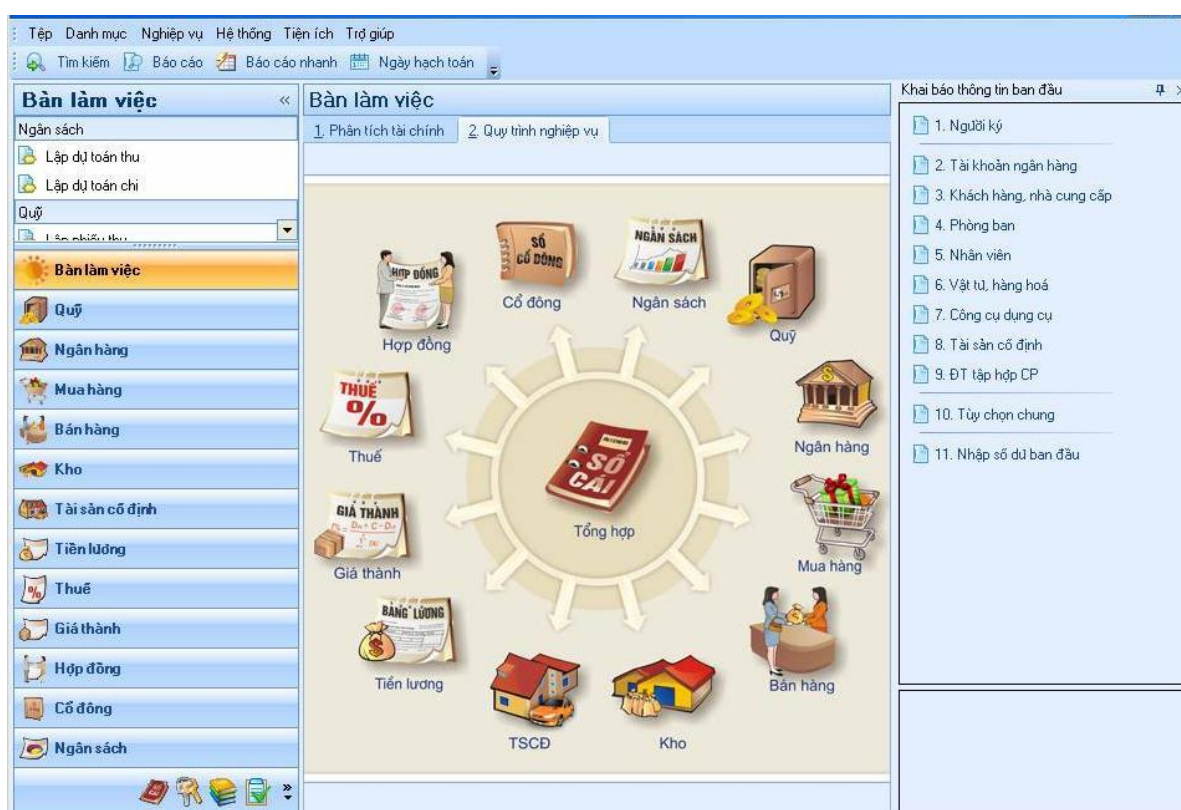 Tệp Danh mục Nghiệp vụ Hệ thống Tiện ích Trợ giúp
Tìm kiếm Báo cáo Báo cáo nhanh Ngày hạch toán
Bàn làm việc «
Ngân sách
Lập dự toán thu
Lập dự toán chi
Quỹ
Lập phiếu thu
Bàn làm việc
Quỹ
Ngân hàng
Mua hàng
Bán hàng
Kho
Tài sản cố định
Tiền lương
Thuế
Giá thành
Hợp đồng
Cổ đông
Ngân sách
Bàn làm việc
1. Phân tích tài chính 2. Quy trình nghiệp vụ
HỢP ĐỒNG
Hợp đồng
SỔ
CỔ ĐÔNG
Cổ đông
NGÂN SÁCH
Ngân sách
Quỹ
THUẾ
%
Thuế
Ngân hàng
SỔ
CÁI
Tổng hợp
GIÁ THÀNH
Giá thành
Mua hàng
BẢNG LƯƠNG
Tiền lương
TSCĐ
Kho
Bán hàng
Khai báo thông tin ban đầu
1. Người ký
2. Tài khoản ngân hàng
3. Khách hàng, nhà cung cấp
4. Phòng ban
5. Nhân viên
6. Vật tư, hàng hoá
7. Công cụ dụng cụ
8. Tài sản cố định
9. ĐT tập hợp CP
10. Tùy chọn chung
11. Nhập số dư ban đầu